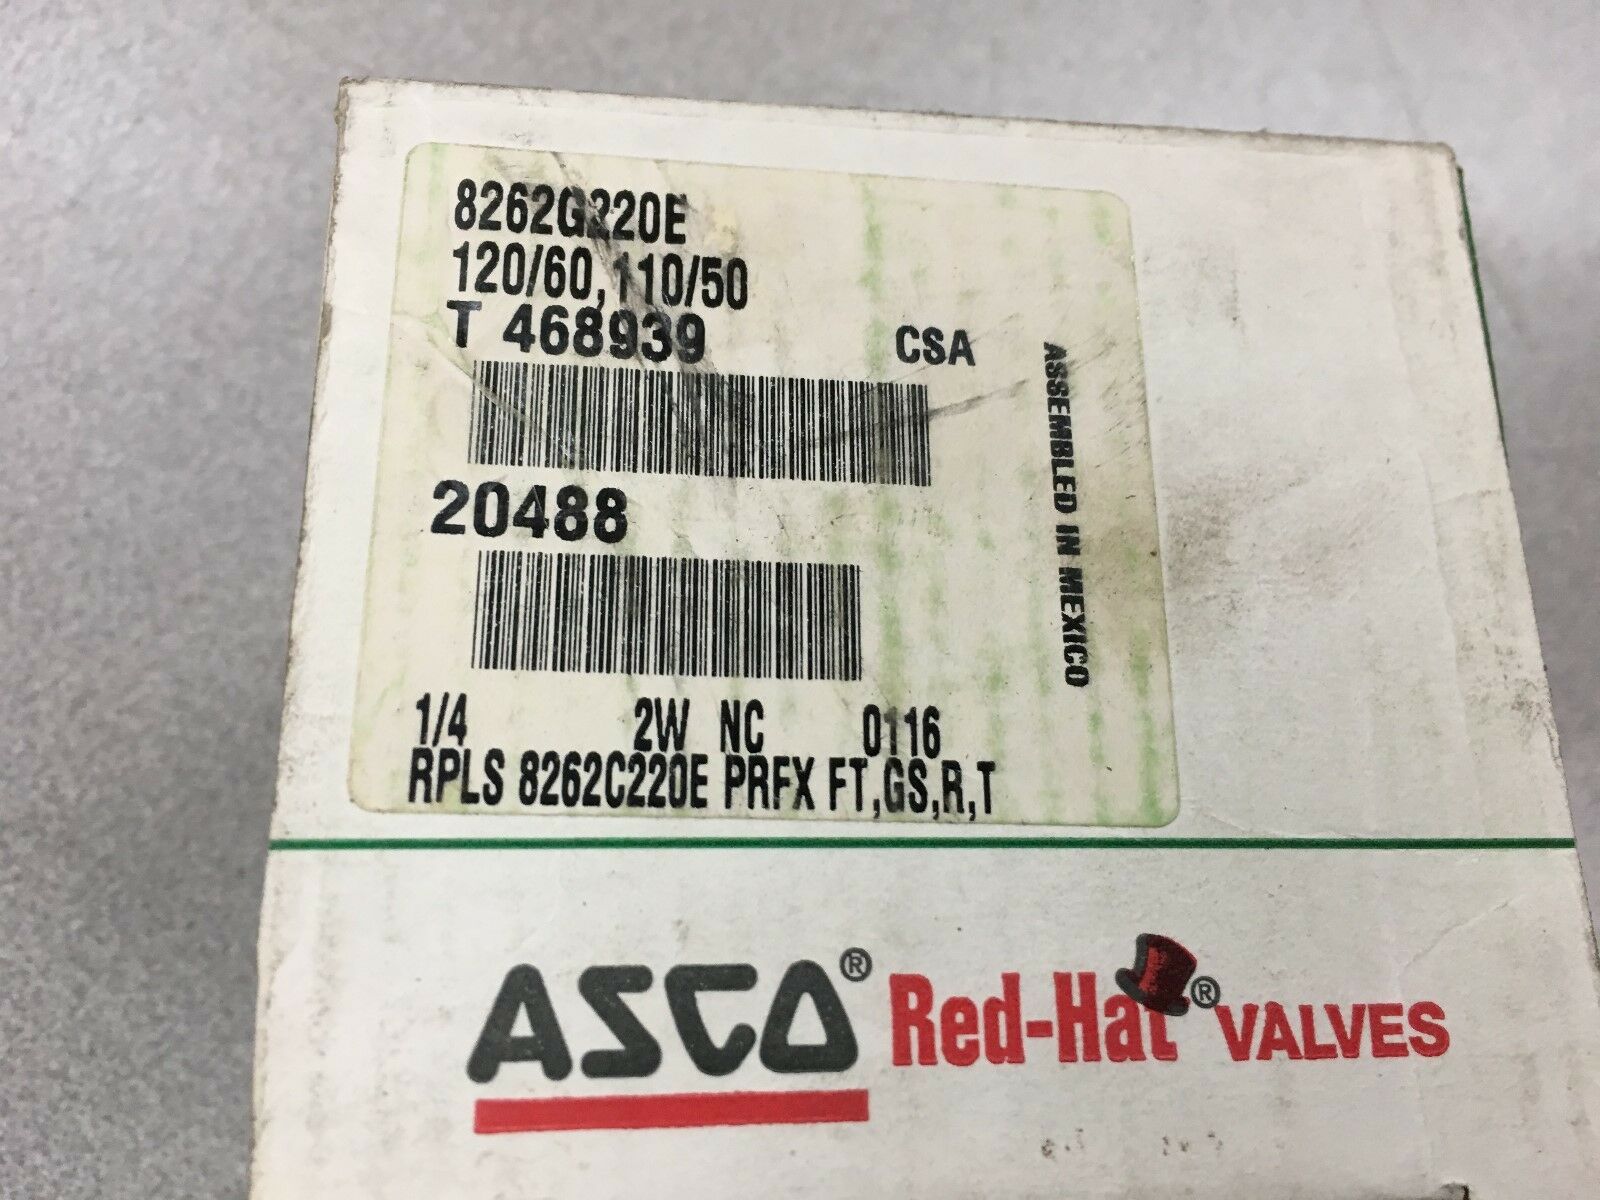 8262G220E
120/60,110/50
T 468939
CSA
20488
1/4 2W NC 0116
RPLS 8262C220E PRFX FT,GS,R,T
ASSEMBLED IN MEXICO
ASCO® Red-Hat® VALVES